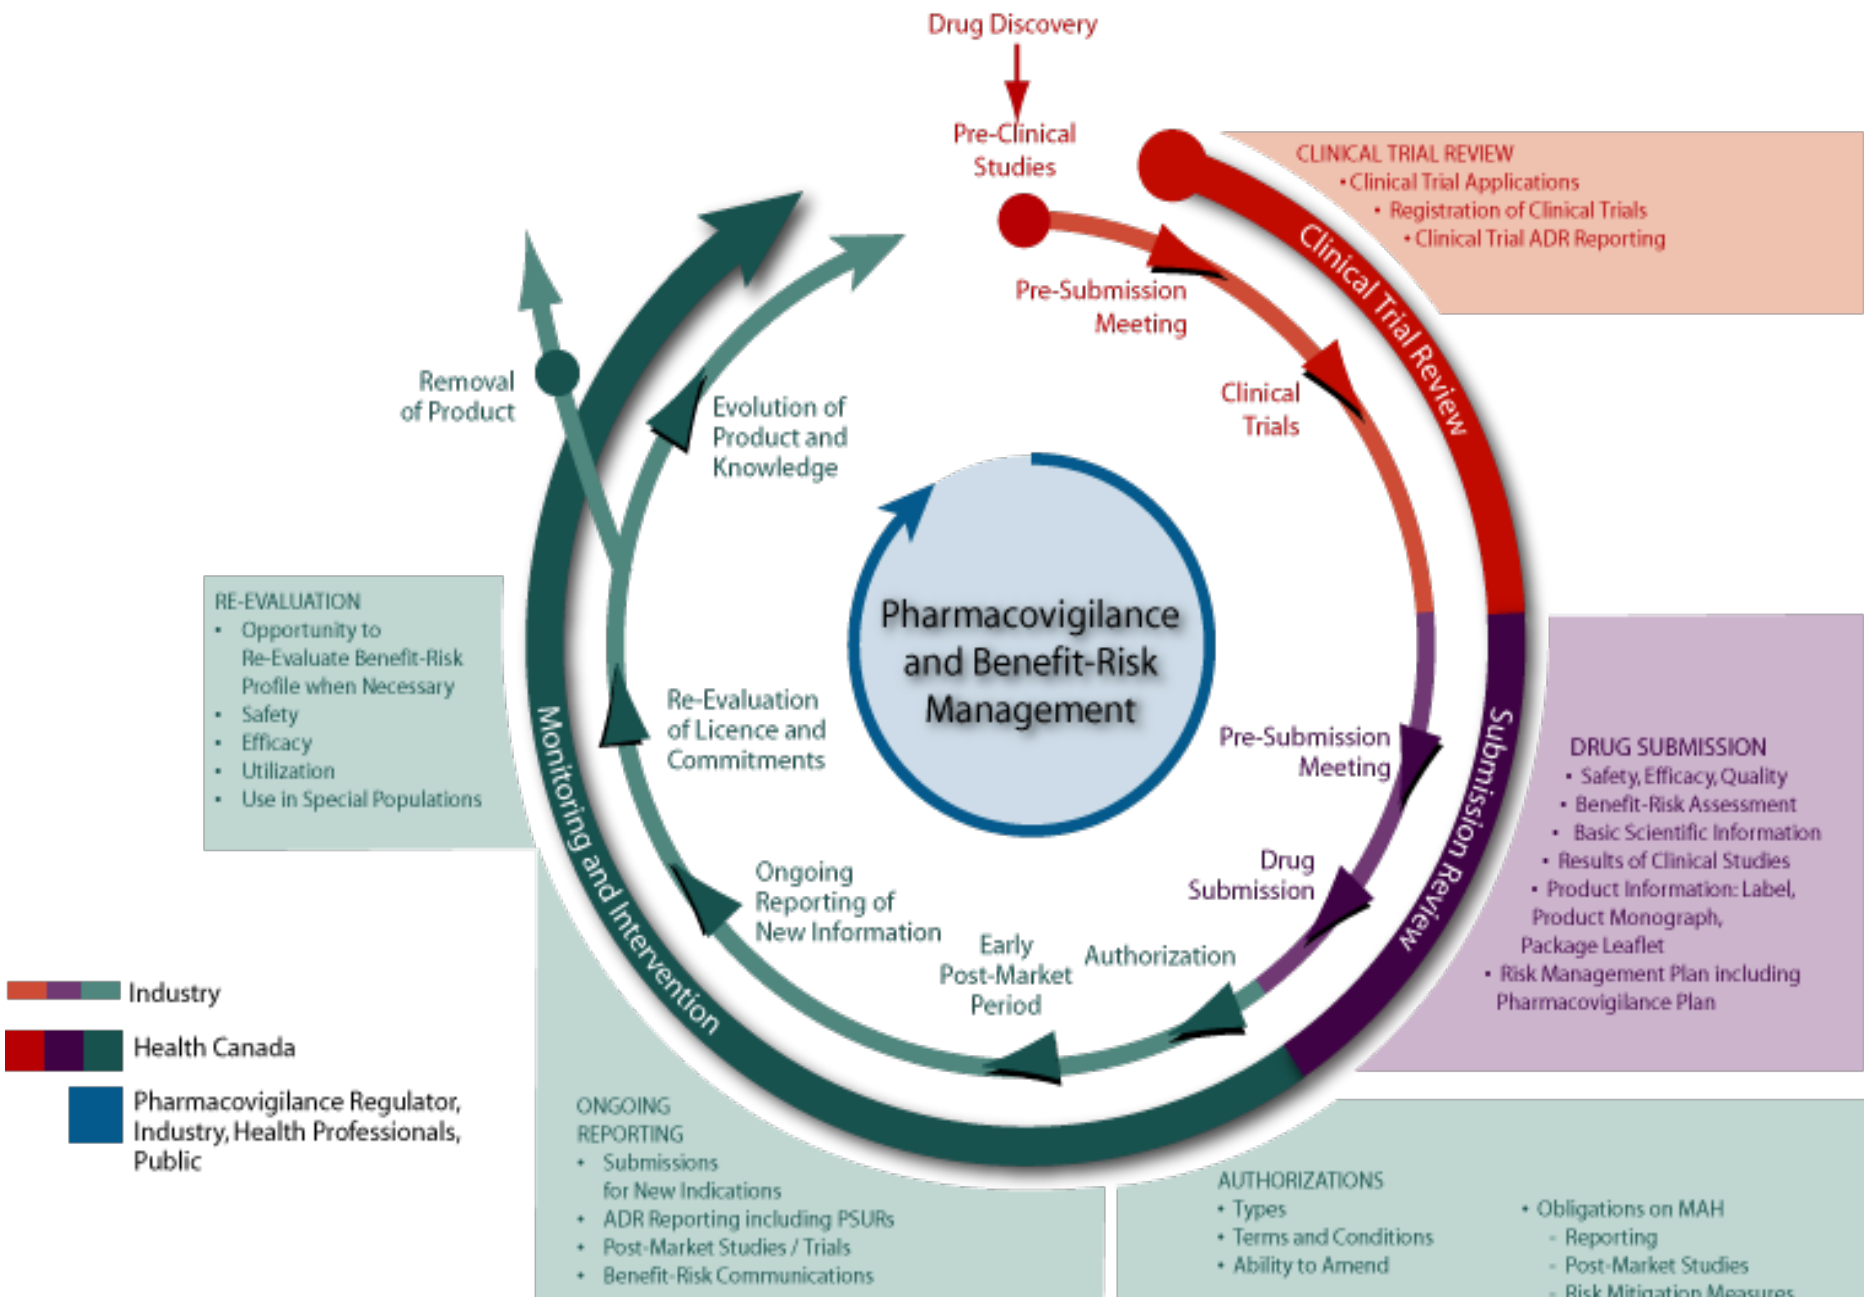 Drug Discovery
Pre-Clinical
Studies
CLINICAL TRIAL REVIEW
• Clinical Trial Applications
• Registration of Clinical Trials
• Clinical Trial ADR Reporting
Clinical Trial Review
Pre-Submission
Meeting
Clinical
Trials
Removal
of Product
Evolution of
Product and
Knowledge
Pharmacovigilance
and Benefit-Risk
Management
RE-EVALUATION
• Opportunity to
Re-Evaluate Benefit-Risk
Profile when Necessary
• Safety
• Efficacy
• Utilization
• Use in Special Populations
Re-Evaluation
of Licence and
Commitments
Monitoring and Intervention
Pre-Submission
Meeting
Submission Review
DRUG SUBMISSION
• Safety, Efficacy, Quality
• Benefit-Risk Assessment
• Basic Scientific Information
• Results of Clinical Studies
• Product Information: Label,
Product Monograph,
Package Leaflet
• Risk Management Plan including
Pharmacovigilance Plan
Drug
Submission
Ongoing
Reporting of
New Information
Early
Post-Market
Period
Authorization
Industry
Health Canada
Pharmacovigilance Regulator,
Industry, Health Professionals,
Public
ONGOING
REPORTING
• Submissions
for New Indications
• ADR Reporting including PSURs
• Post-Market Studies / Trials
• Benefit-Risk Communications
AUTHORIZATIONS
• Types
• Terms and Conditions
• Ability to Amend
• Obligations on MAH
- Reporting
- Post-Market Studies
- Risk Mitigation Measures